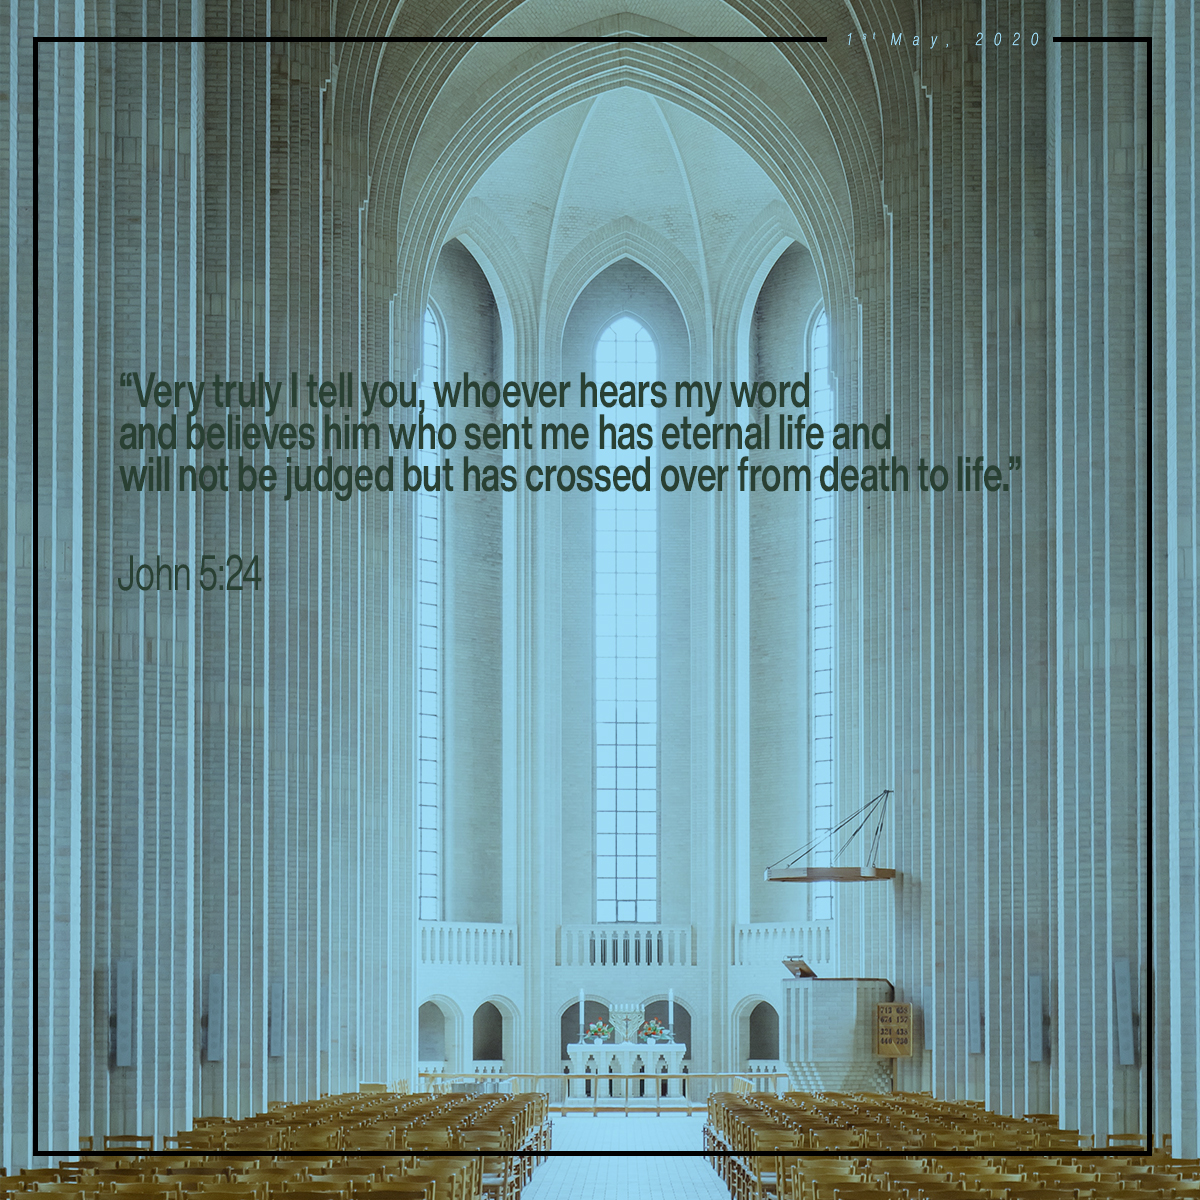 1st May, 2020
“Very truly I tell you, whoever hears my word
and believes him who sent me has eternal life and
will not be judged but has crossed over from death to life.”
John 5:24